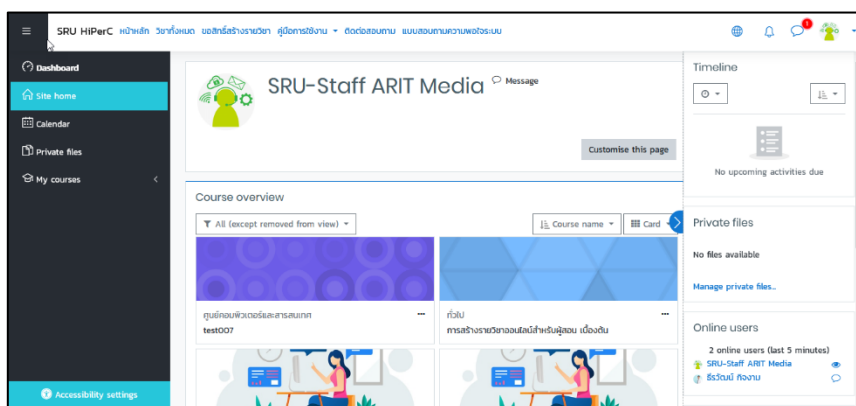 SRU HiPerC หน้าหลัก วิชาทั้งหมด ขอสิทธิ์สร้างรายวิชา คู่มือการใช้งาน ติดต่อสอบถาม แบบสอบถามความพอใจระบบ
1
Dashboard
Site home
Calendar
Private files
My courses
Accessibility settings
SRU-Staff ARIT Media Message
Customise this page
Course overview
All (except removed from view) Course name Card
ศูนย์คอมพิวเตอร์และสารสนเทศ
test007
ทั่วไป
การสร้างรายวิชาออนไลน์สำหรับผู้สอน เบื้องต้น
Timeline
No upcoming activities due
Private files
No files available
Manage private files...
Online users
2 online users (last 5 minutes)
SRU-Staff ARIT Media
ธีรวัฒน์ กิจงาม